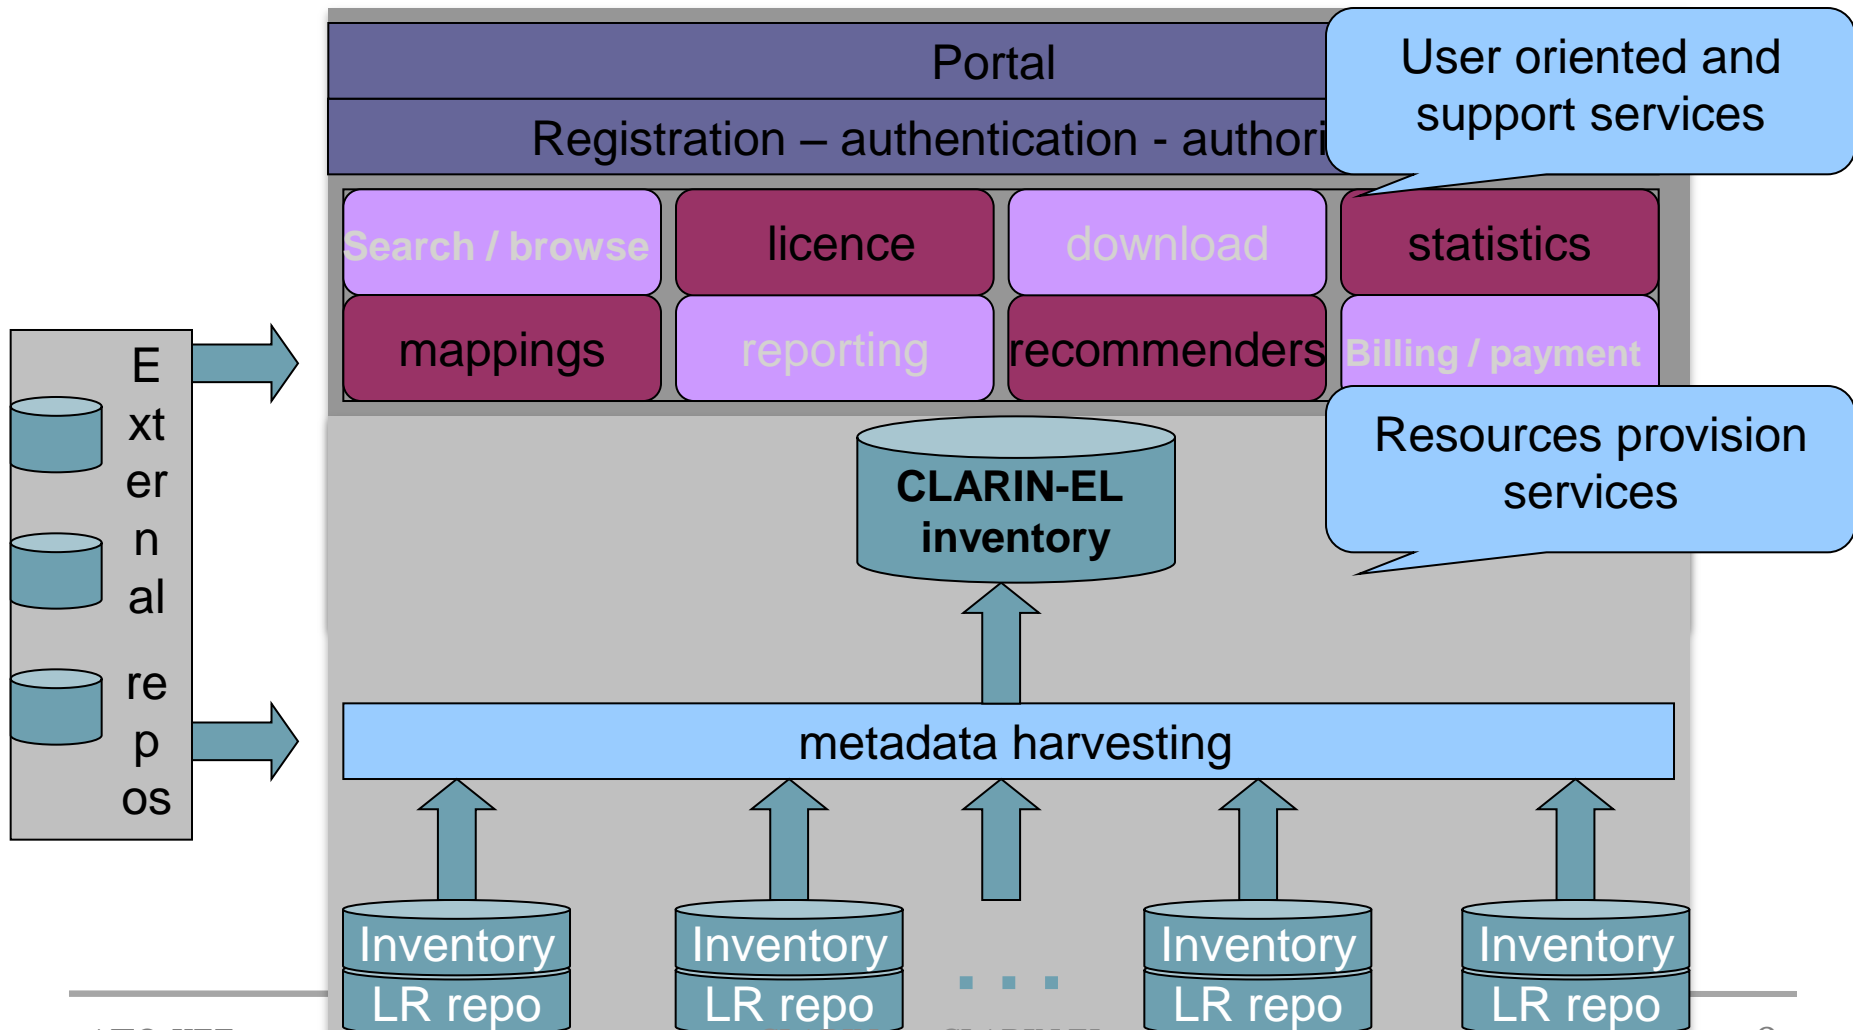 Portal
Registration – authentication - authori
User oriented and
support services
Search / browse
licence
download
statistics
mappings
reporting
recommenders
Billing / payment
E
xt
er
n
al
re
p
os
CLARIN-EL
inventory
Resources provision
services
metadata harvesting
Inventory
LR repo
Inventory
LR repo
...
Inventory
LR repo
Inventory
LR repo